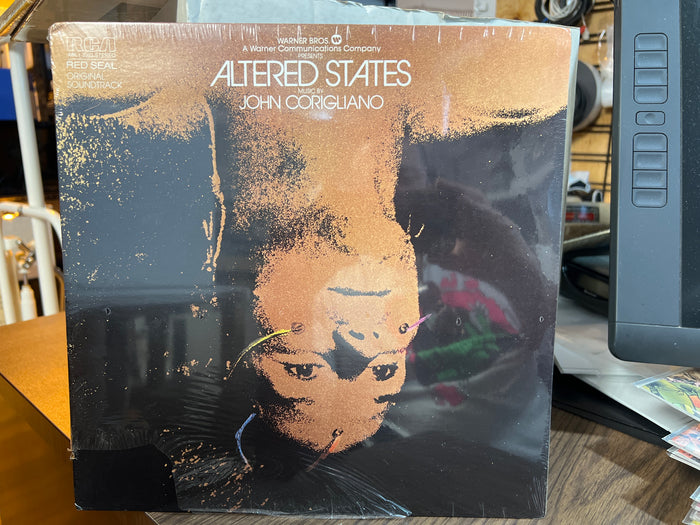 RCA
RED SEAL
ORIGINAL
SOUNDTRACK
WARNER BROS
A Warner Communications Company
PRESENTS
ALTERED STATES
MUSIC BY
JOHN CORIGLIANO